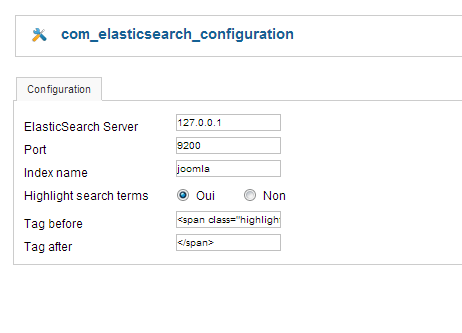 com_elasticsearch_configuration
Configuration
ElasticSearch Server 127.0.0.1
Port 9200
Index name joomla
Highlight search terms Oui Non
Tag before <span class="highligh
Tag after </span>